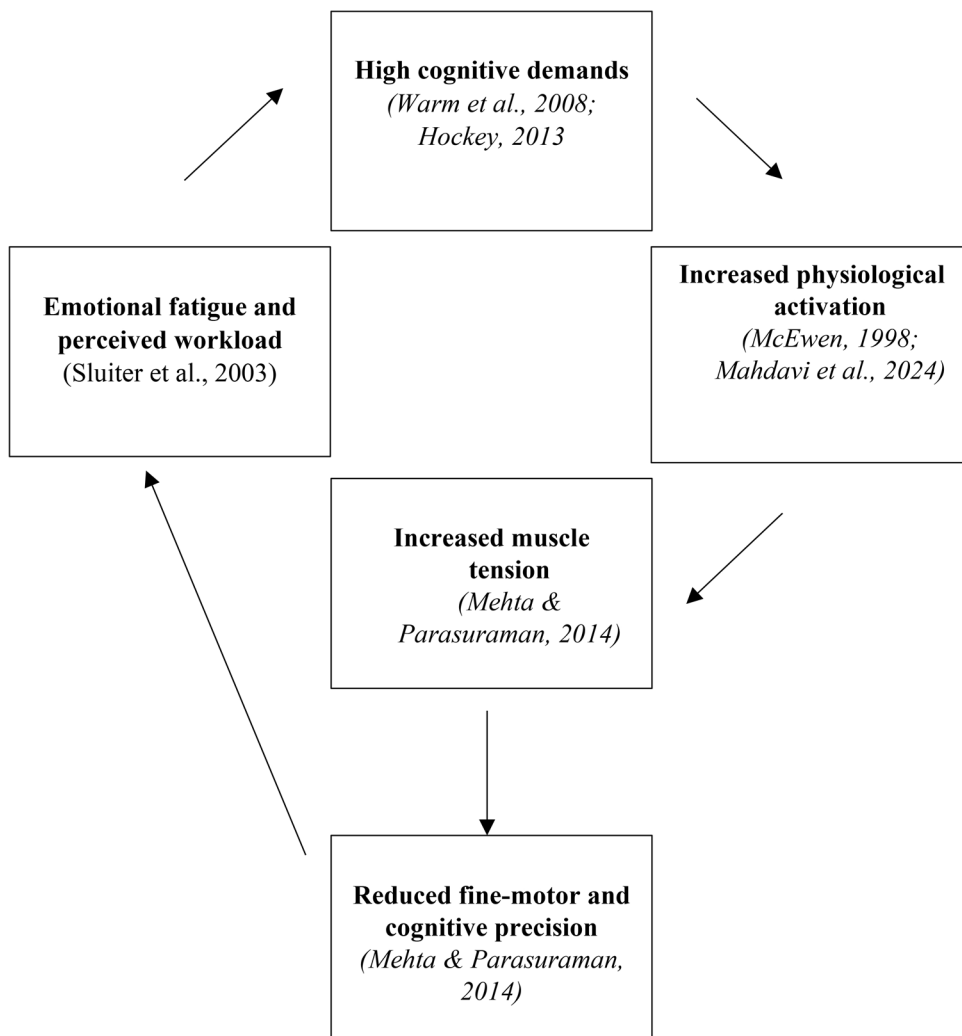 High cognitive demands
(Warm et al., 2008;
Hockey, 2013
Increased physiological
activation
(McEwen, 1998;
Mahdavi et al., 2024)
Emotional fatigue and
perceived workload
(Sluiter et al., 2003)
Increased muscle
tension
(Mehta &
Parasuraman, 2014)
Reduced fine-motor and
cognitive precision
(Mehta & Parasuraman,
2014)